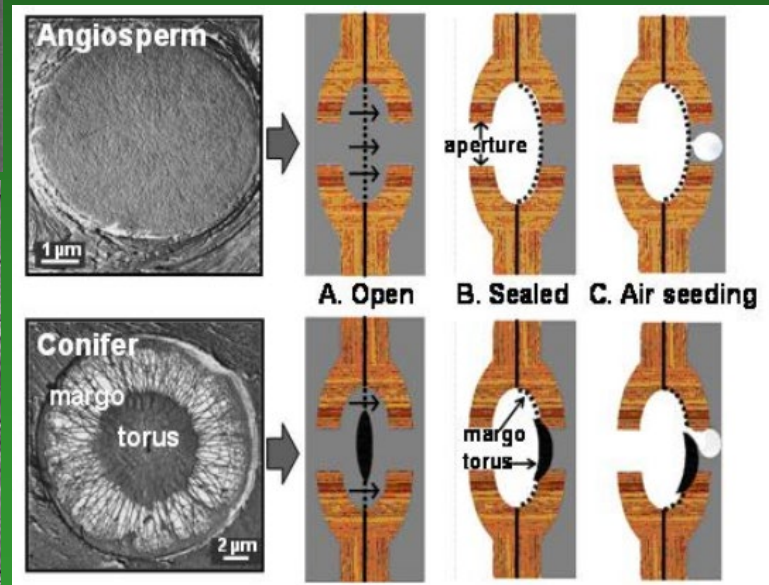 Angiosperm
1 µm
aperture
A. Open
B. Sealed
C. Air seeding
Conifer
margo
torus
2 µm
margo
torus